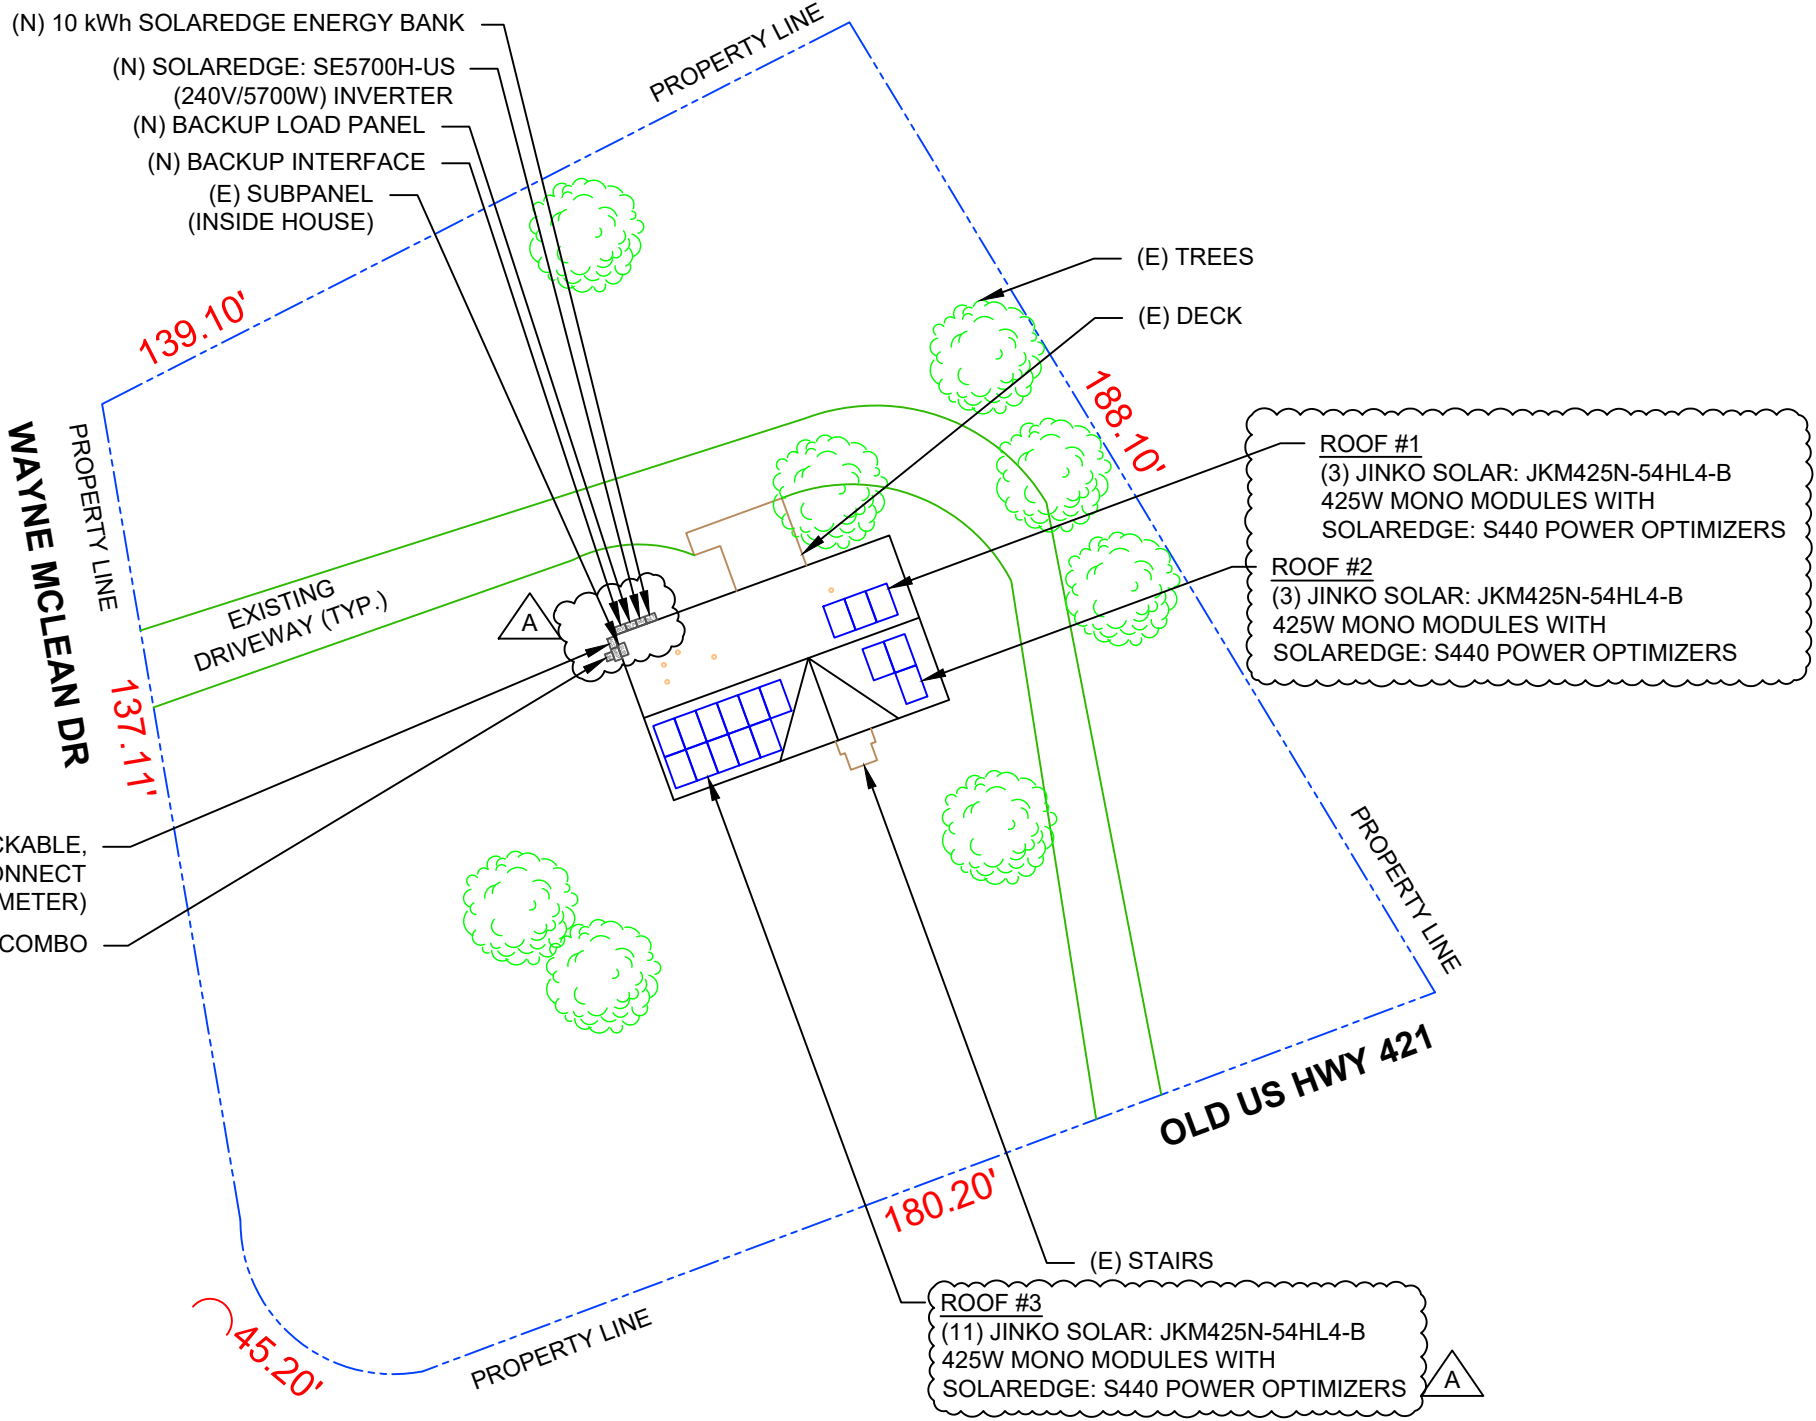 (N) 10 kWh SOLAREDGE ENERGY BANK
(N) SOLAREDGE: SE5700H-US
(240V/5700W) INVERTER
(N) BACKUP LOAD PANEL
(N) BACKUP INTERFACE
(E) SUBPANEL
(INSIDE HOUSE)
PROPERTY LINE
139.10'
(E) TREES
(E) DECK
188.10'
ROOF #1
(3) JINKO SOLAR: JKM425N-54HL4-B
425W MONO MODULES WITH
SOLAREDGE: S440 POWER OPTIMIZERS
ROOF #2
(3) JINKO SOLAR: JKM425N-54HL4-B
425W MONO MODULES WITH
SOLAREDGE: S440 POWER OPTIMIZERS
WAYNE MCLEAN DR
PROPERTY LINE
137.11'
EXISTING
DRIVEWAY (TYP.)
A
CKABLE,
ONNECT
METER)
COMBO
PROPERTY LINE
OLD US HWY 421
180.20'
(E) STAIRS
45.20'
PROPERTY LINE
ROOF #3
(11) JINKO SOLAR: JKM425N-54HL4-B
425W MONO MODULES WITH
SOLAREDGE: S440 POWER OPTIMIZERS
A